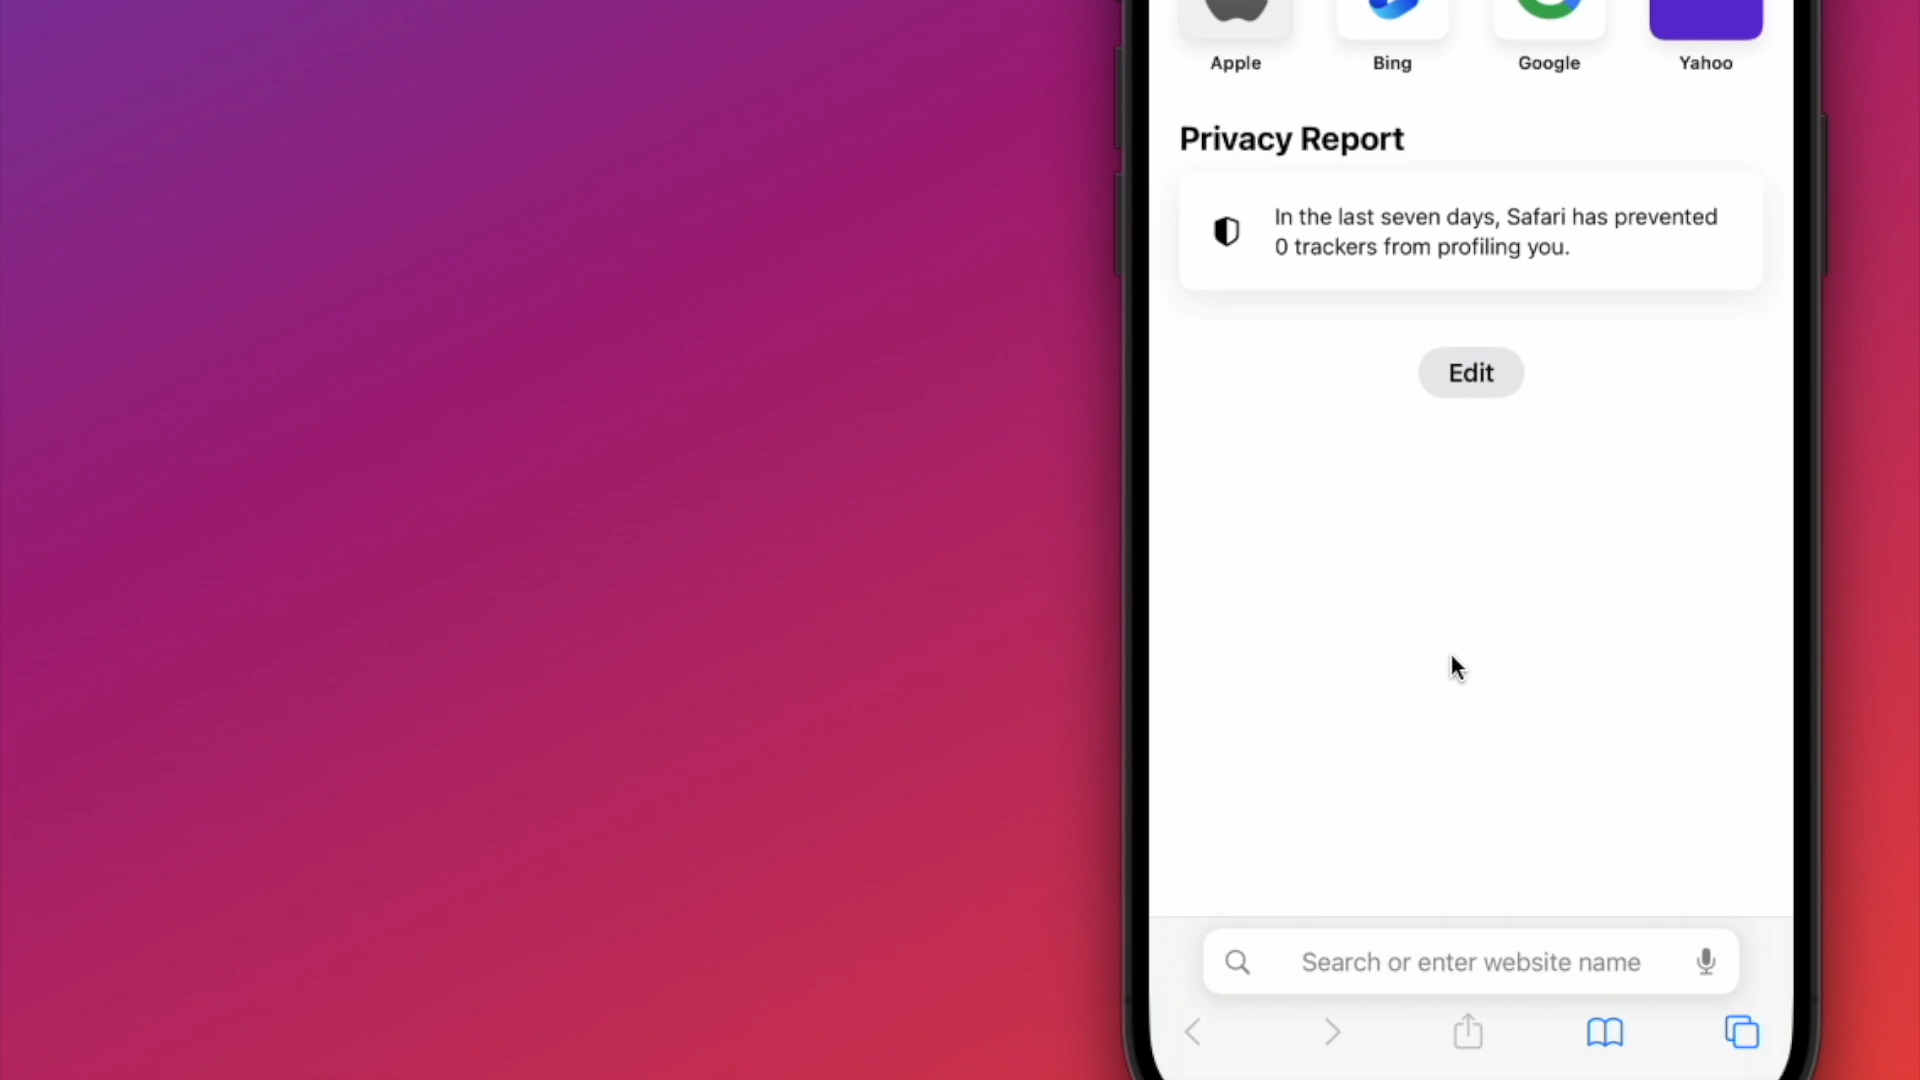 Apple Bing Google Yahoo
Privacy Report
In the last seven days, Safari has prevented
0 trackers from profiling you.
Edit
Search or enter website name